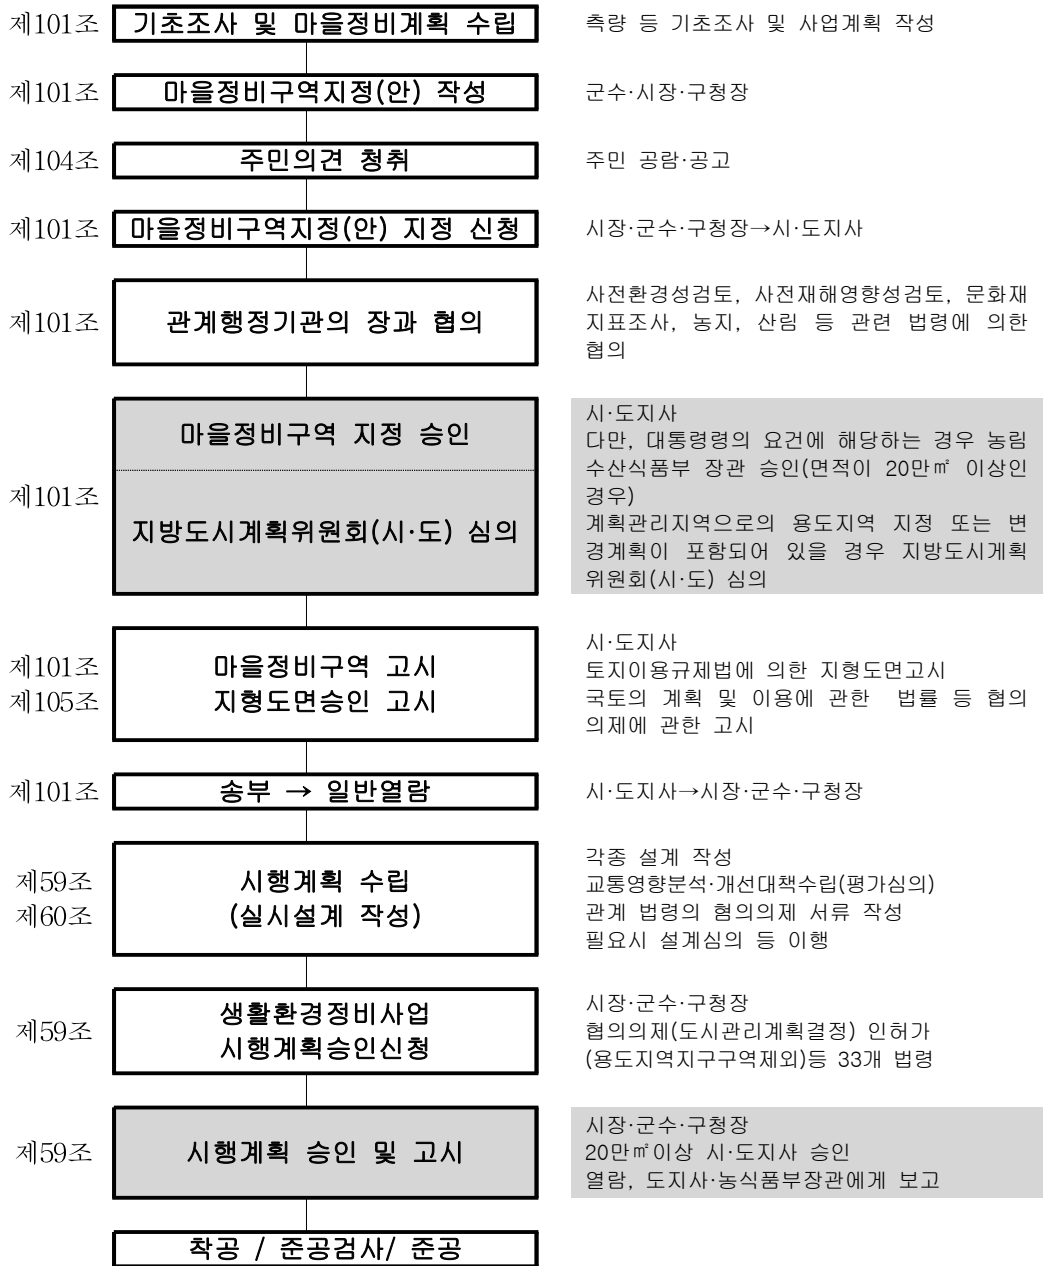 제101조 기초조사 및 마을정비계획 수립 측량 등 기초조사 및 사업계획 작성
제101조 마을정비구역지정(안) 작성 군수·시장·구청장
제104조 주민의견 청취 주민 공람·공고
제101조 마을정비구역지정(안) 지정 신청 시장·군수·구청장→시·도지사
제101조 관계행정기관의 장과 협의
사전환경성검토, 사전재해영향성검토, 문화재
지표조사, 농지, 산림 등 관련 법령에 의한
협의
제101조
마을정비구역 지정 승인
지방도시계획위원회(시·도) 심의
시·도지사
다만, 대통령령의 요건에 해당하는 경우 농림
수산식품부 장관 승인(면적이 20만㎡ 이상인
경우)
계획관리지역으로의 용도지역 지정 또는 변
경계획이 포함되어 있을 경우 지방도시게획
위원회(시·도) 심의
제101조
제105조
마을정비구역 고시
지형도면승인 고시
시·도지사
토지이용규제법에 의한 지형도면고시
국토의 계획 및 이용에 관한 법률 등 협의
의제에 관한 고시
제101조 송부 → 일반열람 시·도지사→시장·군수·구청장
제59조
제60조
시행계획 수립
(실시설계 작성)
각종 설계 작성
교통영향분석·개선대책수립(평가심의)
관계 법령의 혐의의제 서류 작성
필요시 설계심의 등 이행
제59조
생활환경정비사업
시행계획승인신청
시장·군수·구청장
협의의제(도시관리계획결정) 인허가
(용도지역지구구역제외)등 33개 법령
제59조 시행계획 승인 및 고시
시장·군수·구청장
20만㎡이상 시·도지사 승인
열람, 도지사·농식품부장관에게 보고
착공 / 준공검사/ 준공